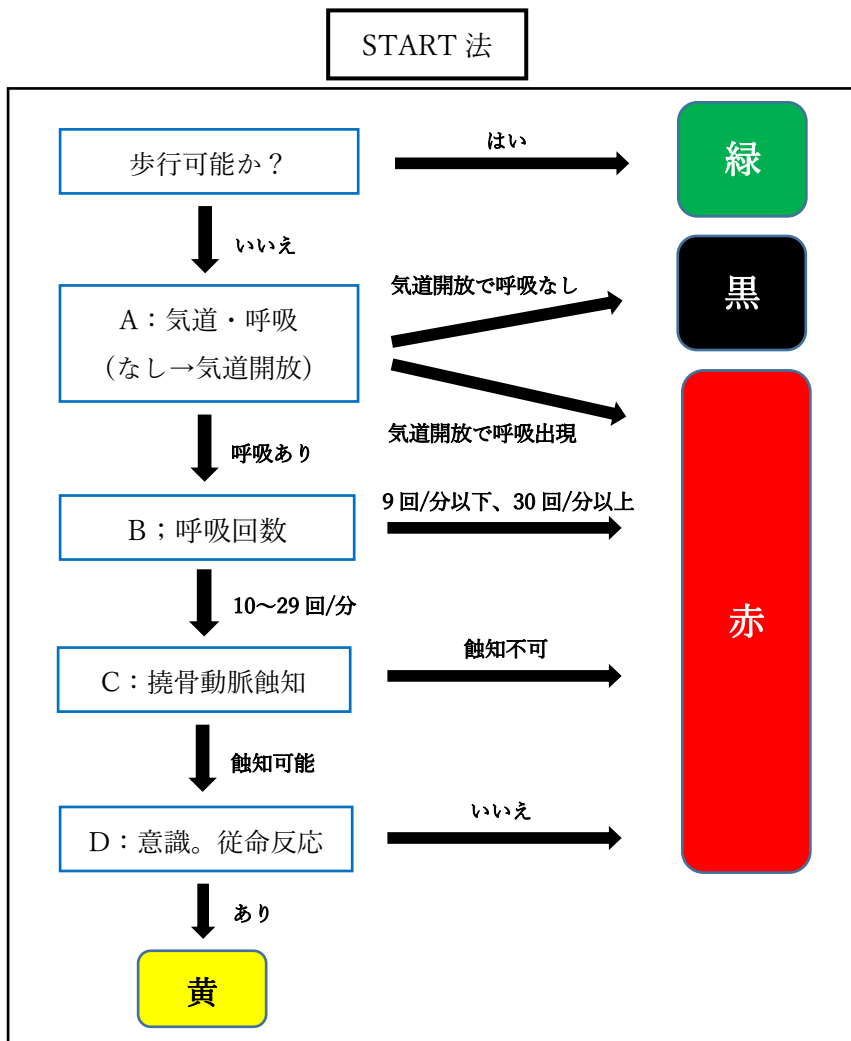 START 法
歩行可能か？
はい
緑
いいえ
気道開放で呼吸なし
黒
A：気道・呼吸
（なし→気道開放）
気道開放で呼吸出現
呼吸あり
9 回/分以下、30 回/分以上
B；呼吸回数
赤
10～29 回/分
C：撓骨動脈蝕知
蝕知不可
蝕知可能
D：意識。従命反応
いいえ
あり
黄